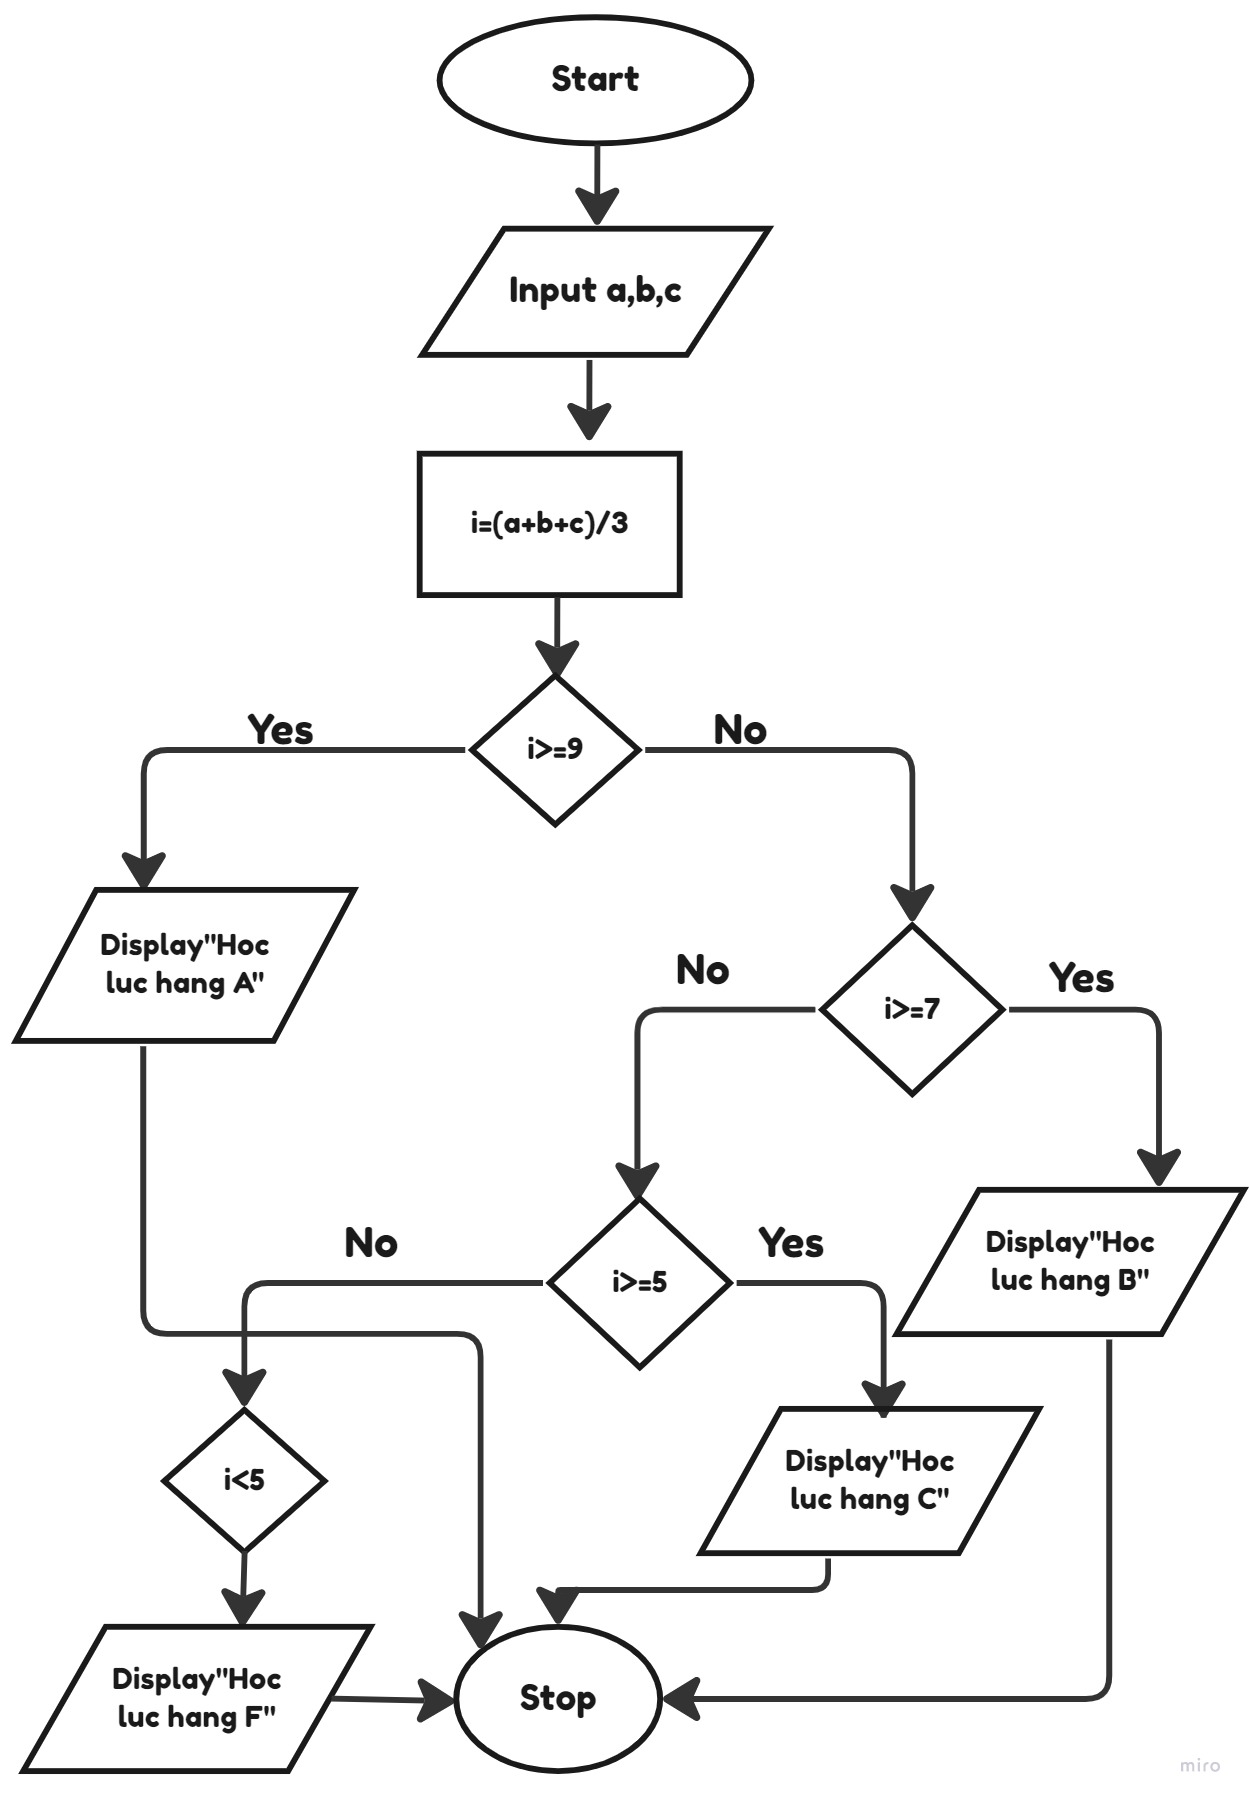 Start
Input a,b,c
i=(a+b+c)/3
i>=9
Yes
No
Display"Hoc
luc hang A"
i>=7
No
Yes
Display"Hoc
luc hang B"
i>=5
No
Yes
Display"Hoc
luc hang C"
i<5
Display"Hoc
luc hang F"
Stop
miro